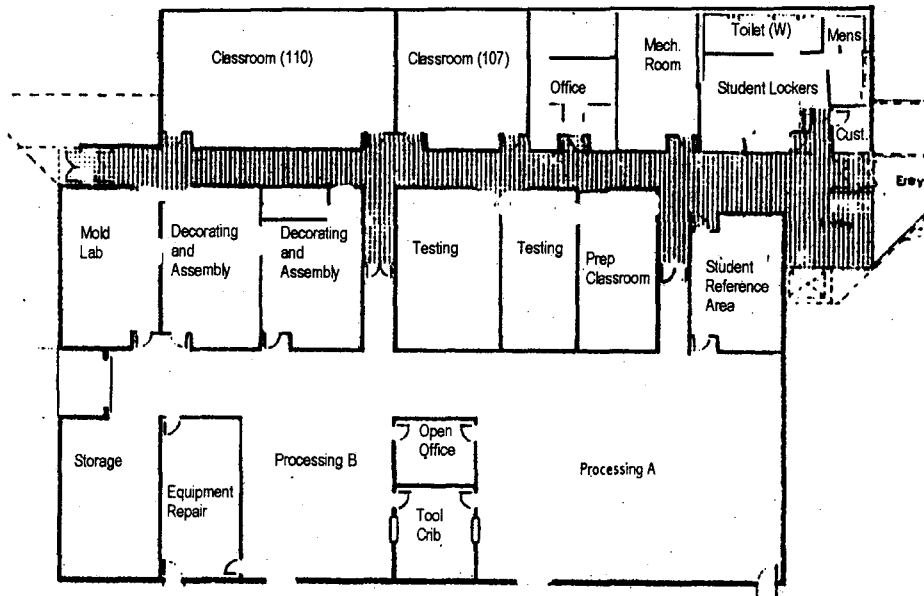 Toilet (W)
Mens
Classroom (110)
Classroom (107)
Mech.
Room
Office
Student Lockers
Cust.
Entry
Mold
Lab
Decorating
and
Assembly
Decorating
and
Assembly
Testing
Testing
Prep
Classroom
Student
Reference
Area
Storage
Equipment
Repair
Processing B
Open
Office
Tool
Crib
Processing A